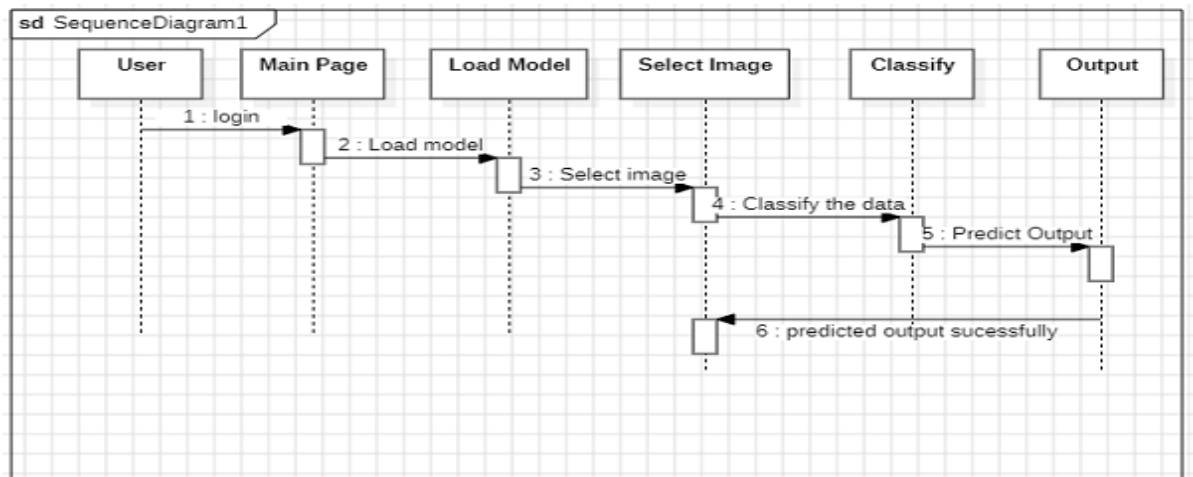 sd SequenceDiagram1
User
Main Page
Load Model
Select Image
Classify
Output
1 : login
2 : Load model
3 : Select image
4 : Classify the data
5 : Predict Output
6 : predicted output sucessfully